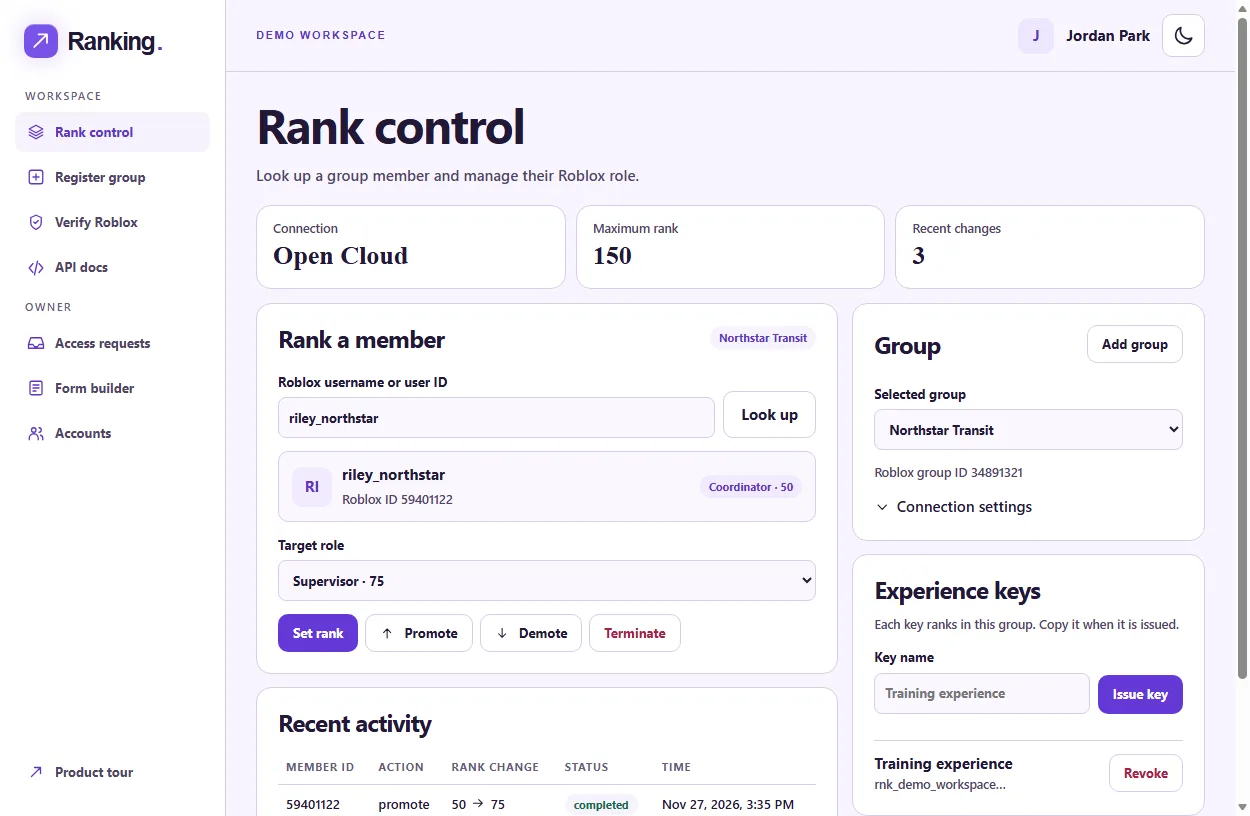 Ranking.
WORKSPACE
Rank control
Register group
Verify Roblox
API docs
OWNER
Access requests
Form builder
Accounts
Product tour
DEMO WORKSPACE
J
Jordan Park
Rank control
Look up a group member and manage their Roblox role.
Connection
Open Cloud
Maximum rank
150
Recent changes
3
Rank a member
Northstar Transit
Roblox username or user ID
riley_northstar
Look up
RI
riley_northstar
Roblox ID 59401122
Coordinator · 50
Target role
Supervisor · 75
Set rank
↑ Promote
↓ Demote
Terminate
Recent activity
MEMBER ID ACTION RANK CHANGE STATUS TIME
59401122 promote 50 → 75 completed Nov 27, 2026, 3:35 PM
Group
Add group
Selected group
Northstar Transit
Roblox group ID 34891321
Connection settings
Experience keys
Each key ranks in this group. Copy it when it is issued.
Key name
Training experience
Issue key
Training experience
rnk_demo_workspace...
Revoke